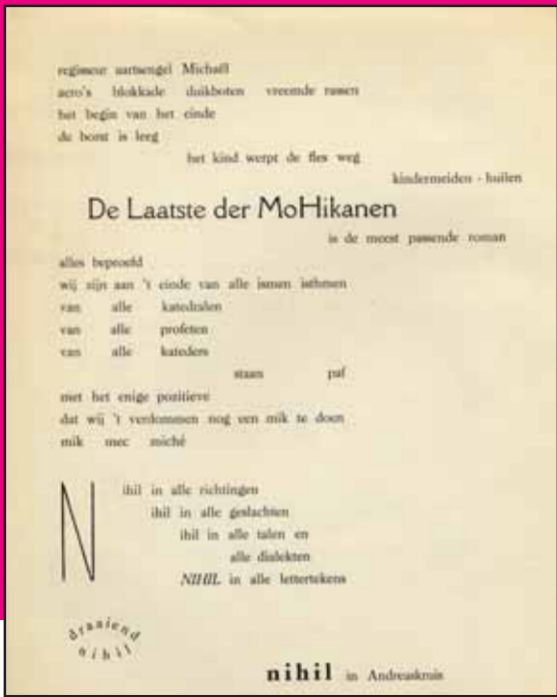 regisseur aartsengel Michaël
aero's blokkade duikboten vreemde rassen
het begin van het einde
de borst is leeg
het kind werpt de fles weg
kindermeiden - huilen
De Laatste der MoHikanen
is de meest passende roman
alles beproefd
wij zijn aan 't einde van alle ismen isthmen
van alle katedralen
van alle profeten
van alle kateders
staan paf
met het enige pozitieve
dat wij 't verdommen nog een mik te doen
mik mec miché
N ihil in alle richtingen
ihil in alle geslachten
ihil in alle talen en
alle dialekten
NIHIL in alle lettertekens
draaiend
nihil
nihil in Andreaskruis